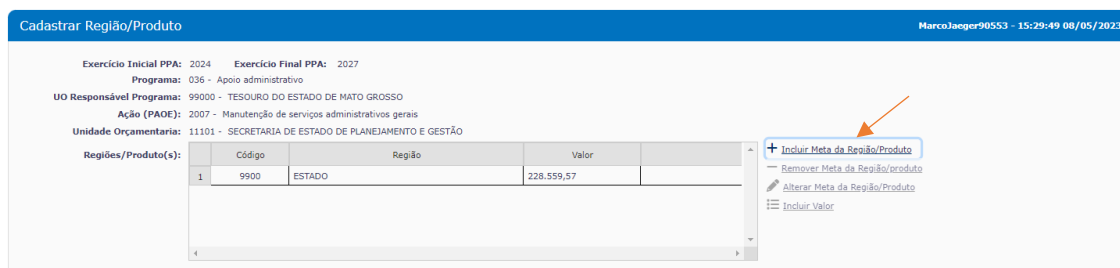 Cadastrar Região/Produto MarcoJaeger90553 - 15:29:49 08/05/2023
Exercício Inicial PPA: 2024 Exercício Final PPA: 2027
Programa: 036 - Apoio administrativo
UO Responsável Programa: 99000 - TESOURO DO ESTADO DE MATO GROSSO
Ação (PAOE): 2007 - Manutenção de serviços administrativos gerais
Unidade Orçamentaria: 11101 - SECRETARIA DE ESTADO DE PLANEJAMENTO E GESTÃO
Regiões/Produto(s): Código Região Valor
1 9900 ESTADO 228.559,57
Incluir Meta da Região/Produto
Remover Meta da Região/produto
Alterar Meta da Região/Produto
Incluir Valor